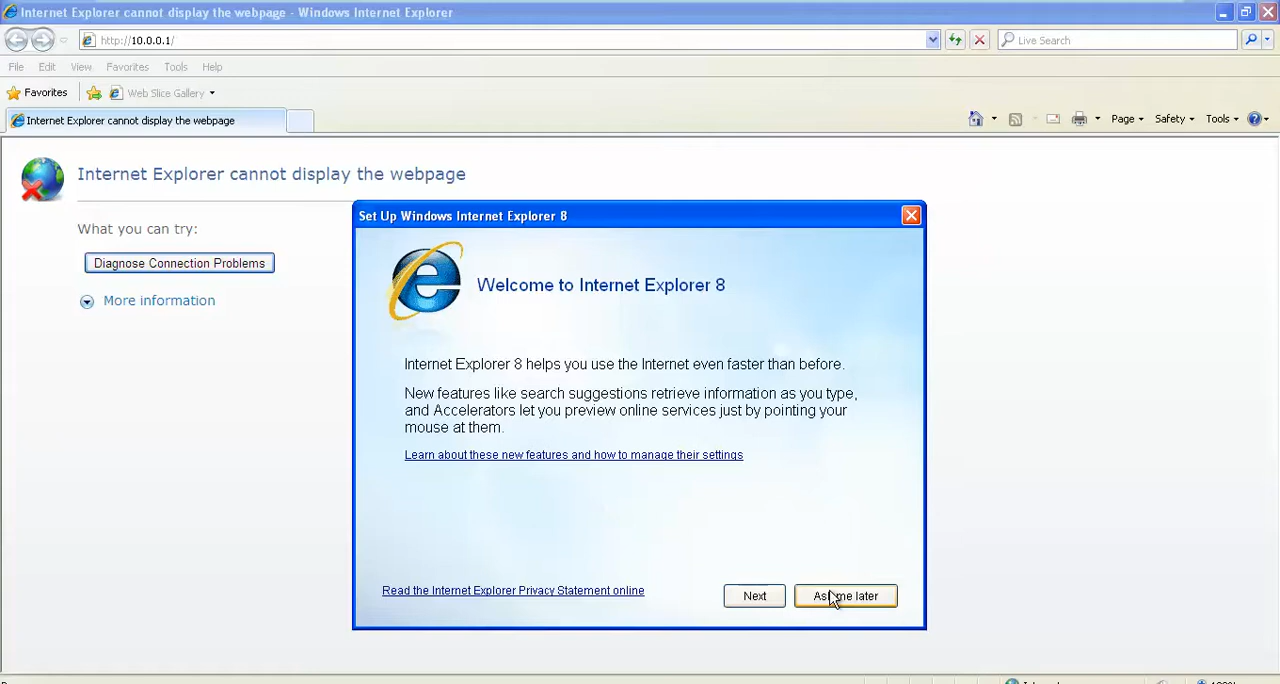 Internet Explorer cannot display the webpage - Windows Internet Explorer
http://10.0.0.1/
Live Search
File Edit View Favorites Tools Help
Favorites Web Slice Gallery
Internet Explorer cannot display the webpage
Page Safety Tools
Internet Explorer cannot display the webpage
What you can try:
Diagnose Connection Problems
More information
Set Up Windows Internet Explorer 8
Welcome to Internet Explorer 8
Internet Explorer 8 helps you use the Internet even faster than before.
New features like search suggestions retrieve information as you type,
and Accelerators let you preview online services just by pointing your
mouse at them.
Learn about these new features and how to manage their settings
Read the Internet Explorer Privacy Statement online
Next
Ask me later